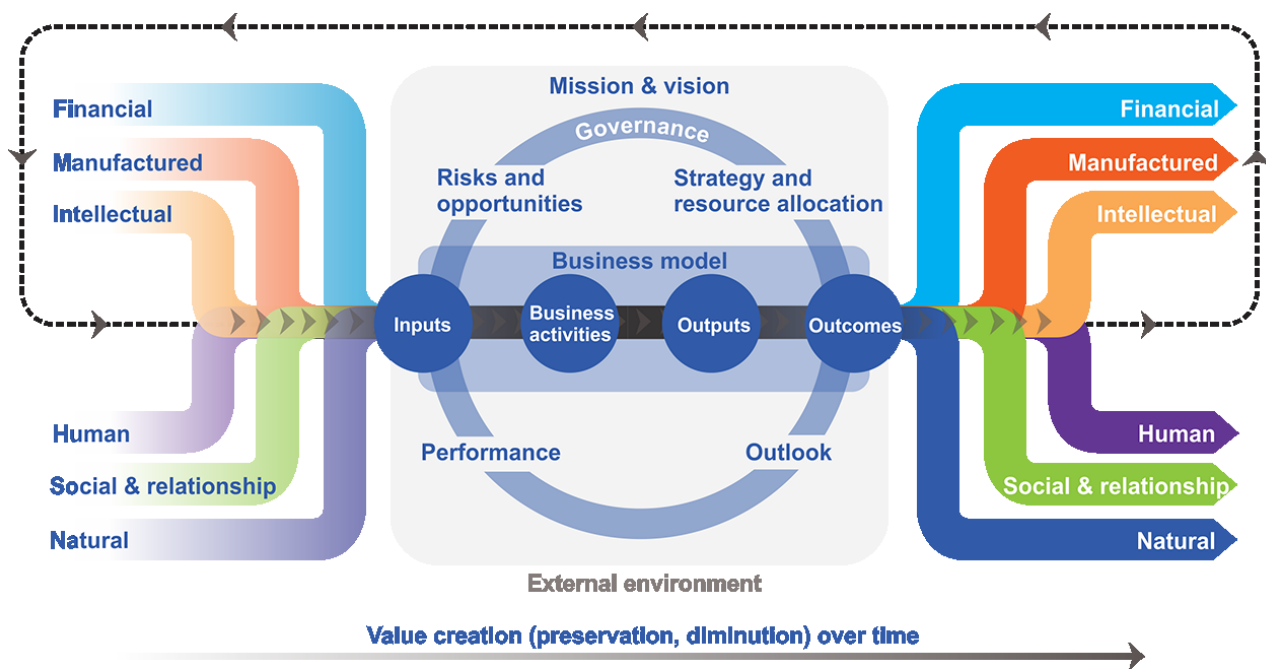 Financial
Manufactured
Intellectual
Human
Social & relationship
Natural
Mission & vision
Governance
Risks and
opportunities
Strategy and
resource allocation
Business model
Inputs
Business
activities
Outputs
Outcomes
Performance
Outlook
External environment
Financial
Manufactured
Intellectual
Human
Social & relationship
Natural
Value creation (preservation, diminution) over time